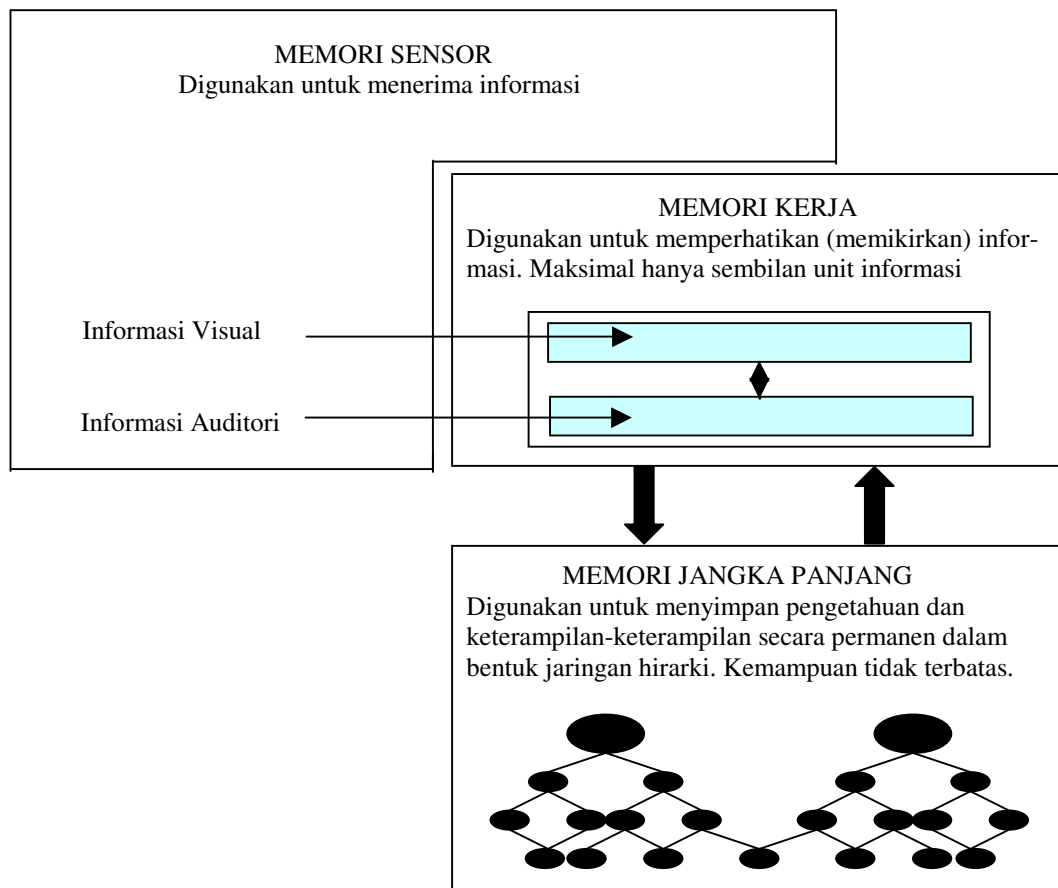 MEMORI SENSOR
Digunakan untuk menerima informasi
MEMORI KERJA
Digunakan untuk memperhatikan (memikirkan) infor-
masi. Maksimal hanya sembilan unit informasi
Informasi Visual
Informasi Auditori
MEMORI JANGKA PANJANG
Digunakan untuk menyimpan pengetahuan dan
keterampilan-keterampilan secara permanen dalam
bentuk jaringan hirarki. Kemampuan tidak terbatas.